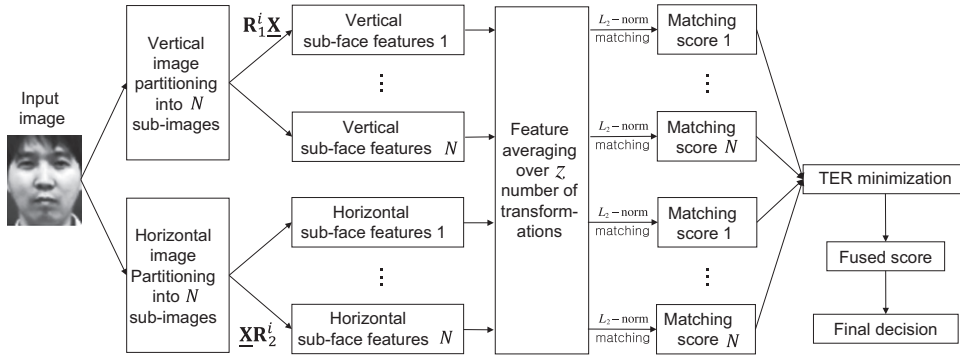 Input
image
Vertical
image
partitioning
into N
sub-images
Horizontal
image
Partitioning
into N
sub-images
R₁ⁱX
XR₂ⁱ
Vertical
sub-face features 1
⋮
Vertical
sub-face features N
Horizontal
sub-face features 1
⋮
Horizontal
sub-face features N
Feature
averaging
over z
number of
transform-
ations
L₂−norm
matching
L₂−norm
matching
L₂−norm
matching
L₂−norm
matching
Matching
score 1
⋮
Matching
score N
Matching
score 1
⋮
Matching
score N
TER minimization
Fused score
Final decision